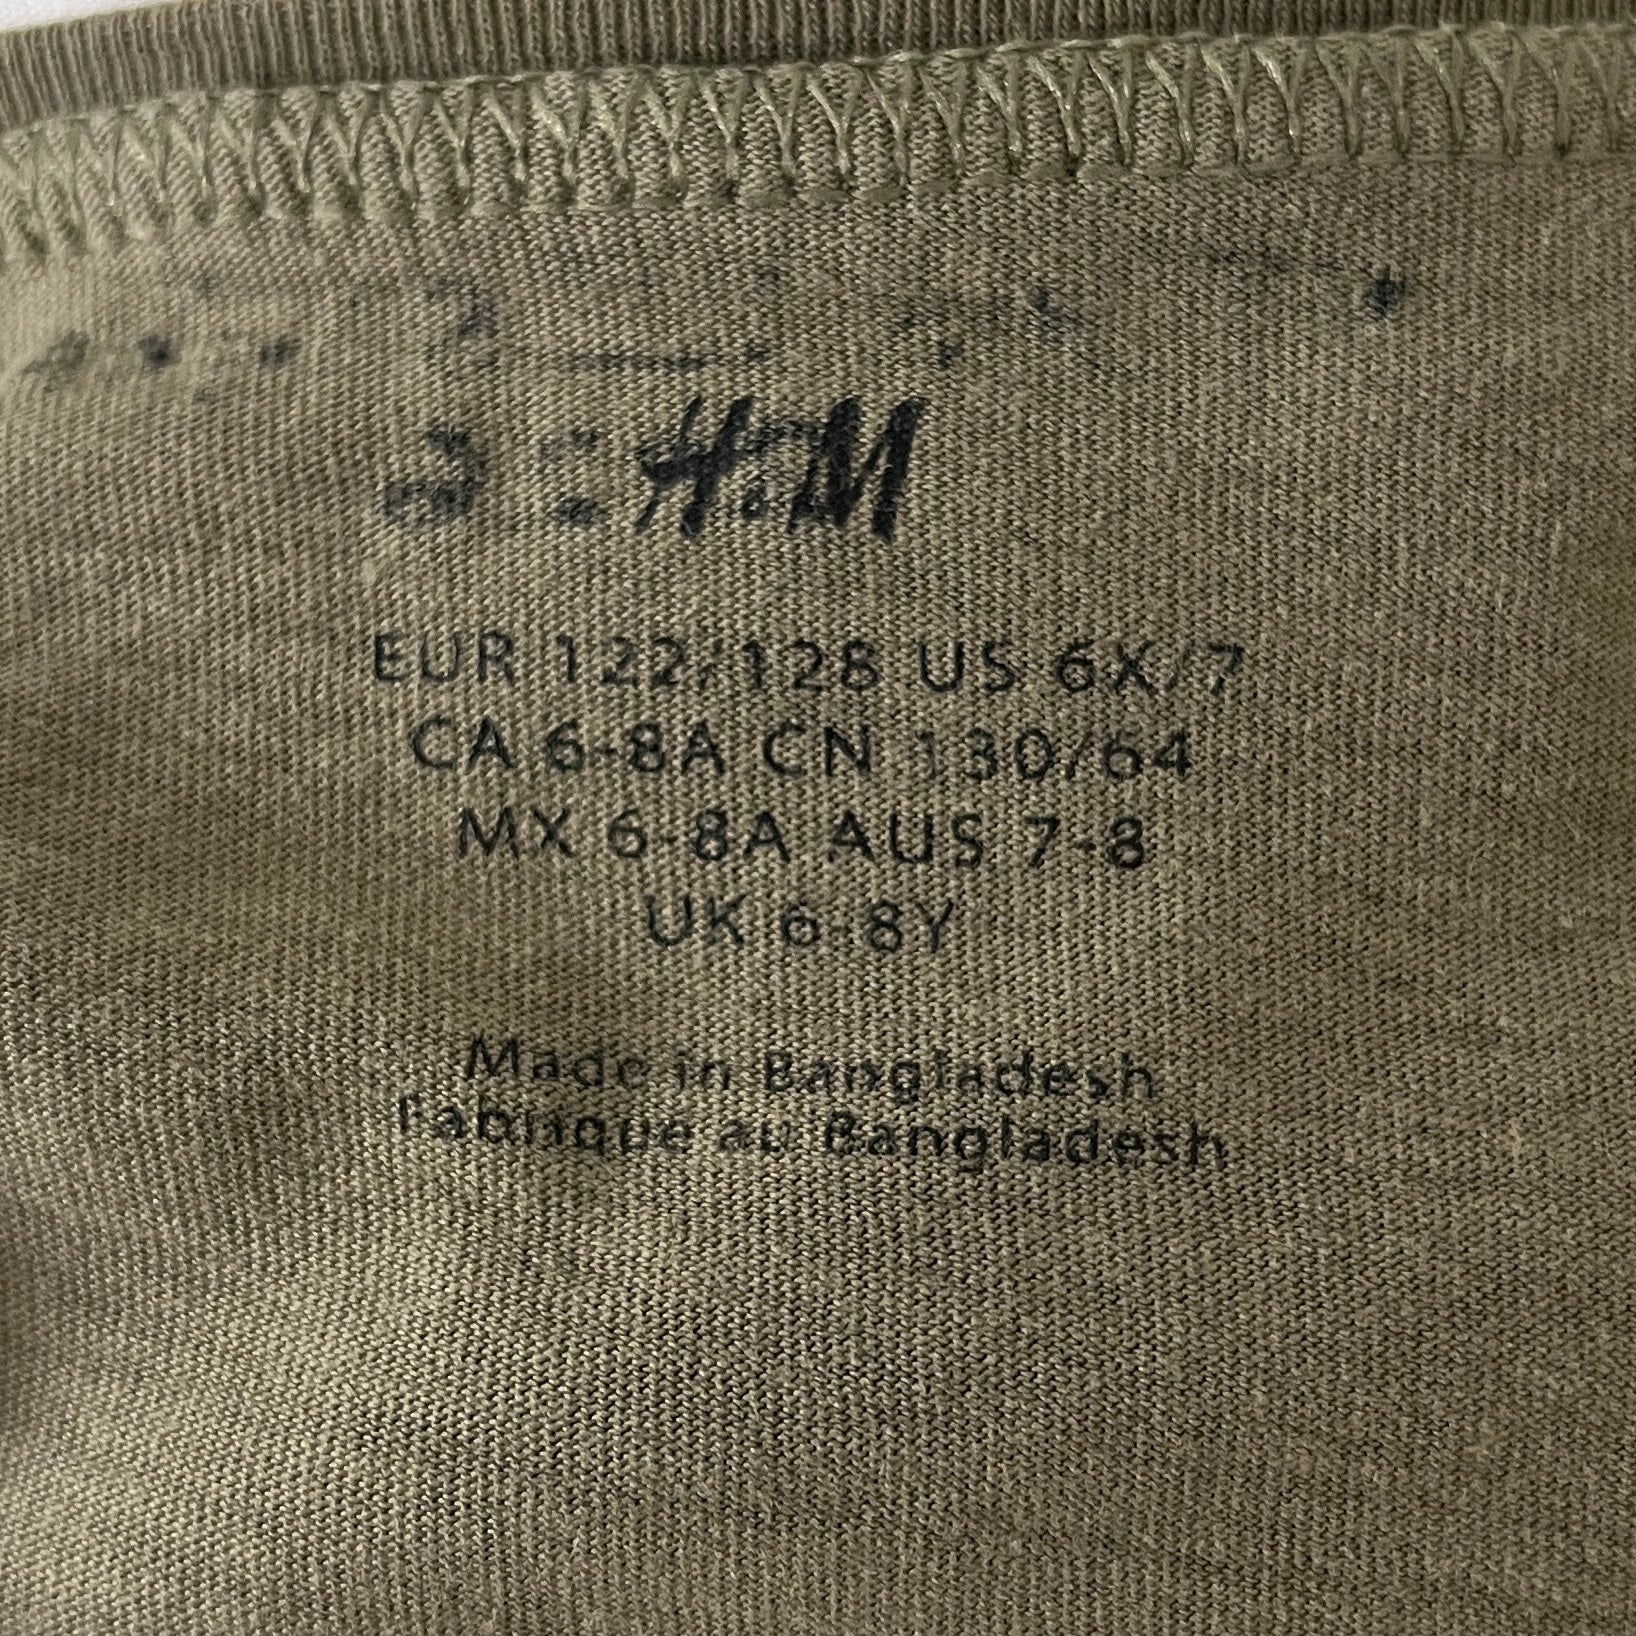 H&M
EUR 122/128 US 6X/7
CA 6-8A CN 130/64
MX 6-8A AUS 7-8
UK 6-8Y
Made in Bangladesh
Fabriqué au Bangladesh